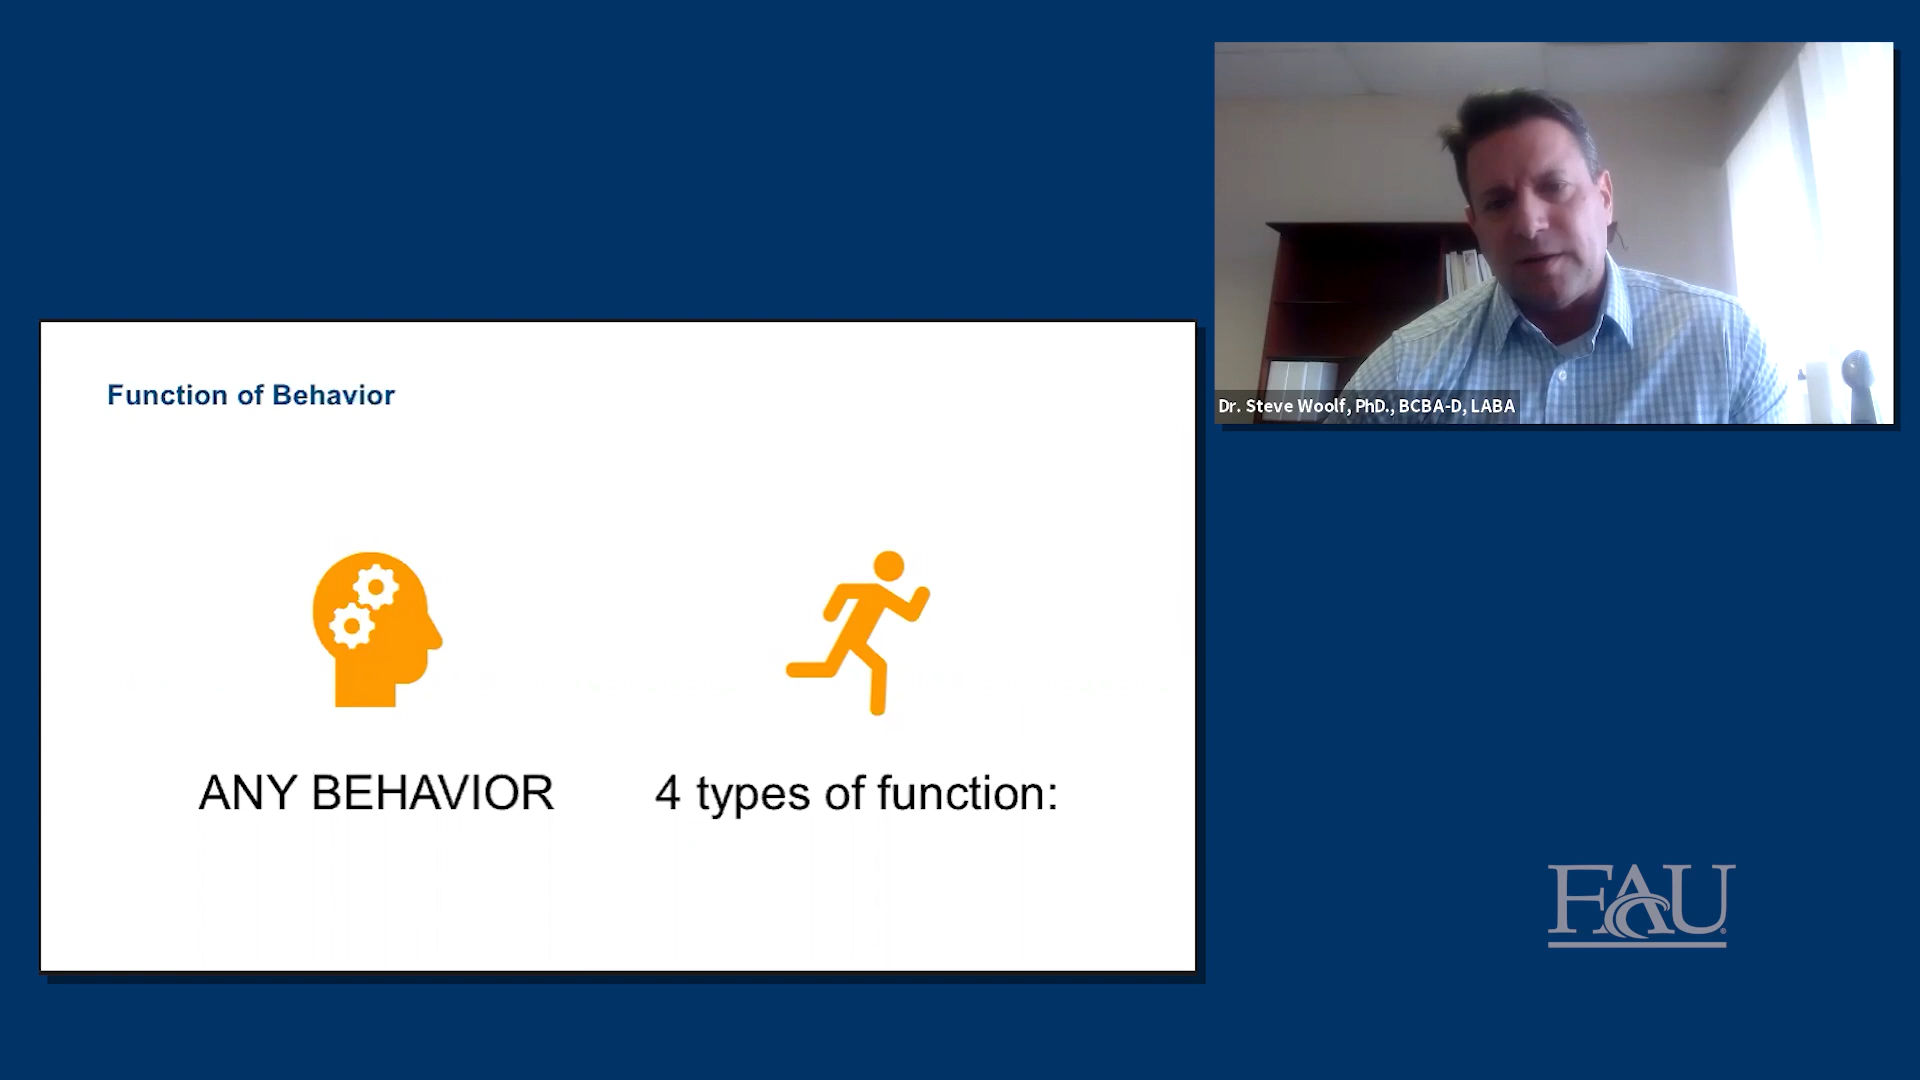 Function of Behavior
ANY BEHAVIOR
4 types of function:
Dr. Steve Woolf, PhD., BCBA-D, LABA
FAU